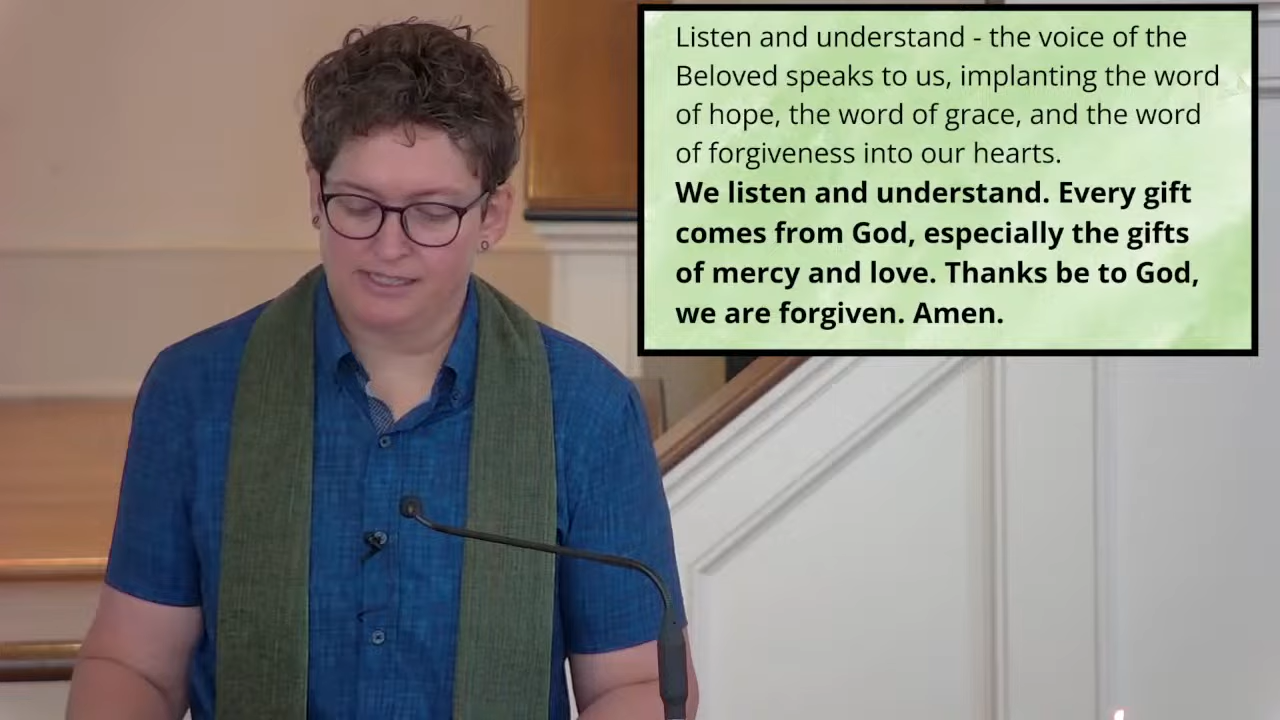 Listen and understand - the voice of the
Beloved speaks to us, implanting the word
of hope, the word of grace, and the word
of forgiveness into our hearts.
We listen and understand. Every gift
comes from God, especially the gifts
of mercy and love. Thanks be to God,
we are forgiven. Amen.